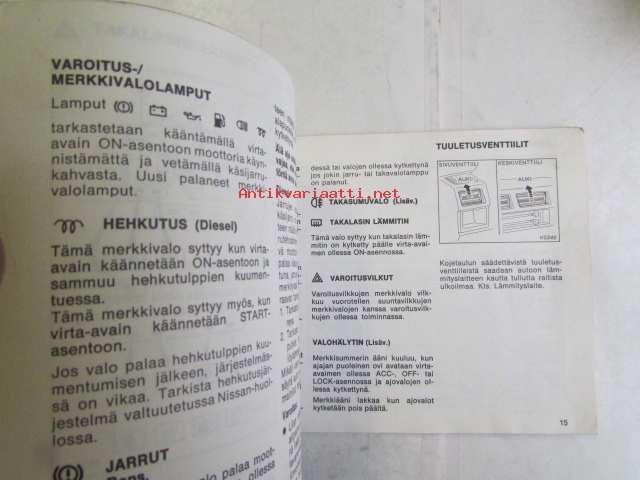 VAROITUS-/
MERKKIVALOLAMPUT
Lamput
tarkastetaan kääntämällä virta-
avain ON-asentoon moottoria käyn-
nistämättä ja vetämällä käsijarru-
kahvasta. Uusi palaneet merkki-
valolamput.
HEHKUTUS (Diesel)
Tämä merkkivalo syttyy kun virta-
avain käännetään ON-asentoon ja
sammuu hehkutulppien kuumen-
tuessa.
Tämä merkkivalo syttyy myös, kun
virta-avain käännetään START-
asentoon.
Jos valo palaa hehkutulppien kuu-
mentumisen jälkeen, järjestelmäs-
sä on vikaa. Tarkista hehkutusjär-
jestelmä valtuutetussa Nissan-huol-
lossa.
JARRUT
valo palaa moot-
ollessa
dessä tai valojen ollessa kytkettynä
jos jokin jarru- tai takavalolamppu
on palanut.
TAKASUMUVALO (Lisäv.)
TAKALASIN LÄMMITIN
Tämä valo syttyy kun takalasin läm-
mitin on kytketty päälle virta-avai-
men ollessa ON-asennossa.
VAROITUSVILKUT
Varoitusvilkkujen merkkivalo vilk-
kuu vuorotellen suuntavilkkujen
merkkivalojen kanssa varoitusvilk-
kujen ollessa toiminnassa.
VALOHÄLYTIN (Lisäv.)
Merkkisummerin ääni kuuluu, kun
ajajan puoleinen ovi avataan virta-
avaimen ollessa ACC-, OFF- tai
LOCK-asennossa ja ajovalojen ol-
lessa kytkettynä.
Merkkiääni lakkaa kun ajovalot
kytketään pois päältä.
TUULETUSVENTTIILIT
SIVUVENTTIILI
KESKIVENTTIILI
AUKI
AUKI
Kojetaulun säädettävistä tuuletus-
venttiileistä saadaan autoon läm-
mityslaitteen kautta tullutta raitista
ulkoilmaa. Kts. Lämmityslaite.
15
Antikvariaatti.net